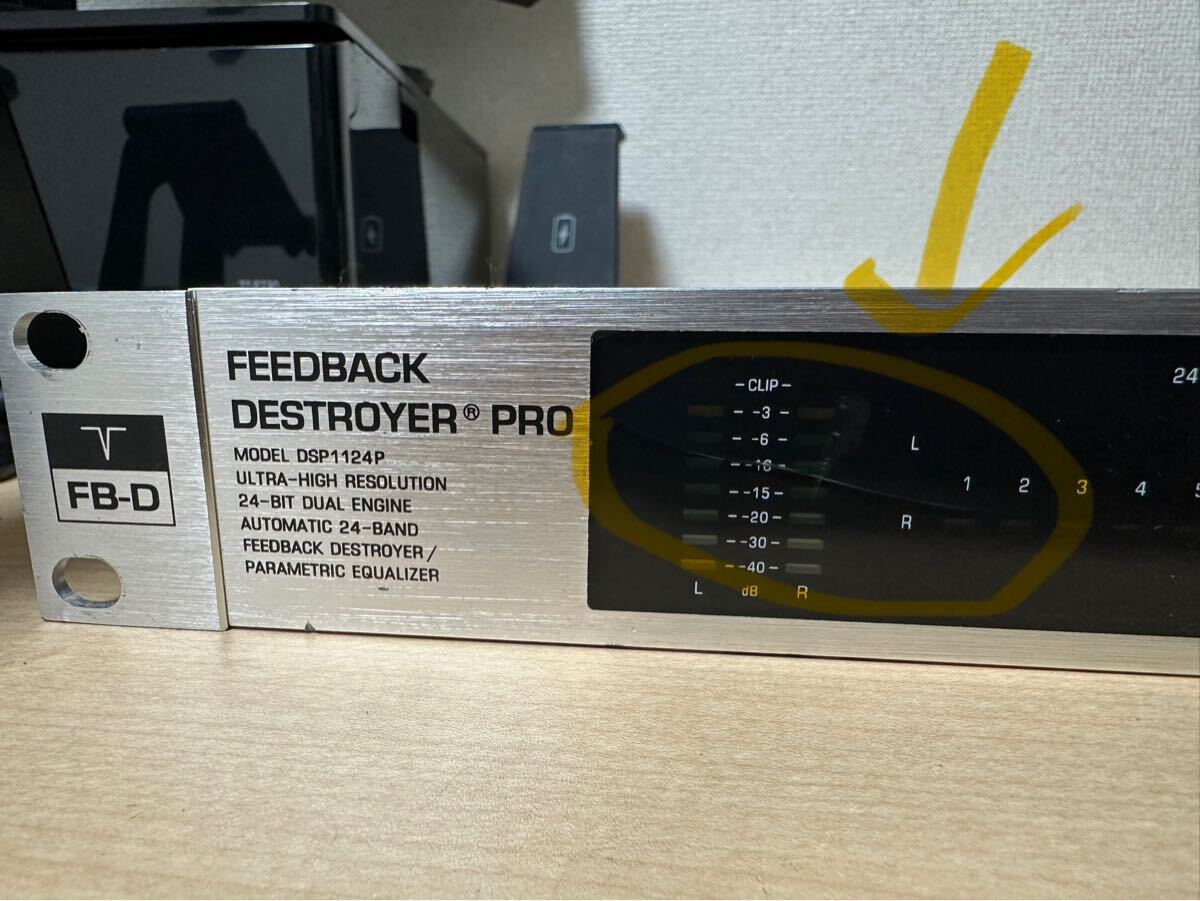 FEEDBACK
DESTROYER® PRO
MODEL DSP1124P
ULTRA-HIGH RESOLUTION
24-BIT DUAL ENGINE
AUTOMATIC 24-BAND
FEEDBACK DESTROYER/
PARAMETRIC EQUALIZER
FB-D
-CLIP-
- -3 -
- -6 -
- -10 -
- -15 -
- -20 -
- -30 -
- -40 -
L dB R
L
R
1 2 3 4
24